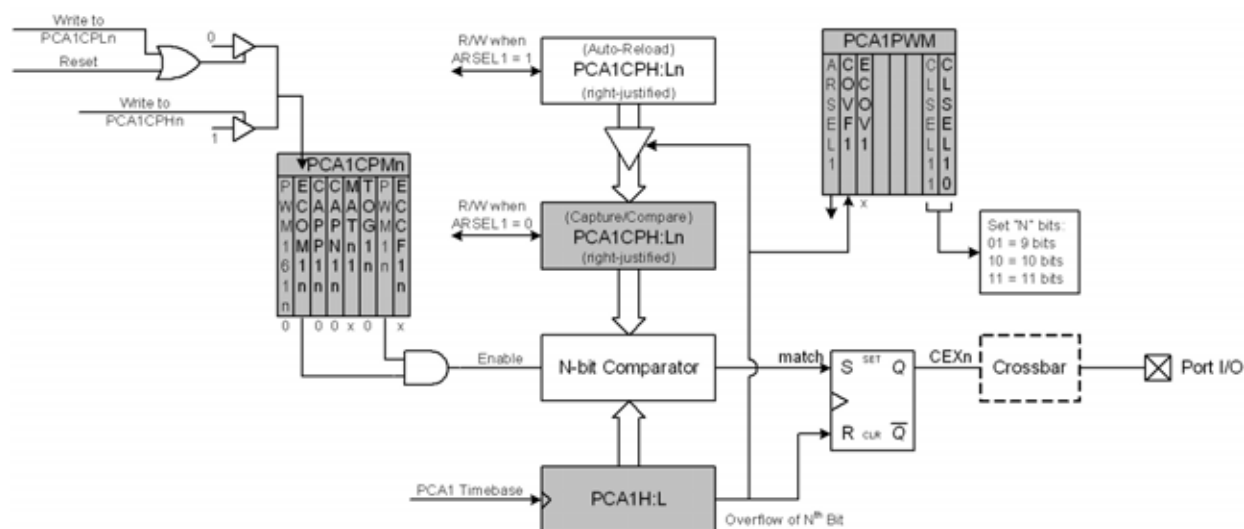 Write to
PCA1CPLn
Reset
0
Write to
PCA1CPHn
1
PCA1CPMn
PWM161n
ECOM1n
CAPP1n
CAPN1n
MATn1
TOG1n
PWM1n
ECCF1n
0
0 0 x 0
x
R/W when
ARSEL1 = 1
(Auto-Reload)
PCA1CPH:Ln
(right-justified)
R/W when
ARSEL1 = 0
(Capture/Compare)
PCA1CPH:Ln
(right-justified)
Enable
N-bit Comparator
match
PCA1 Timebase
PCA1H:L
Overflow of Nth Bit
PCA1PWM
ARSEL1
COVF1
ECOV1
CLSEL11
CLSEL10
x
Set "N" bits:
01 = 9 bits
10 = 10 bits
11 = 11 bits
S SET Q
R CLR Q
CEXn
Crossbar
Port I/O